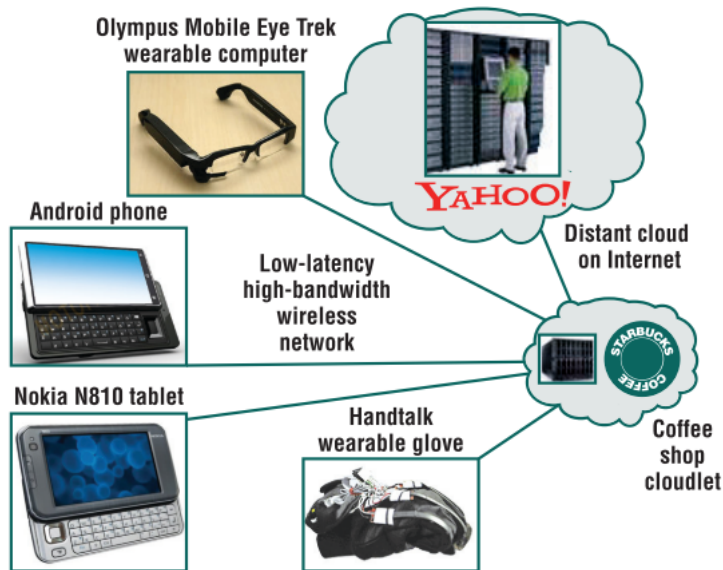 Olympus Mobile Eye Trek
wearable computer
YAHOO!
Android phone
Distant cloud
on Internet
Low-latency
high-bandwidth
wireless
network
STARBUCKS
COFFEE
Nokia N810 tablet
Handtalk
wearable glove
Coffee
shop
cloudlet